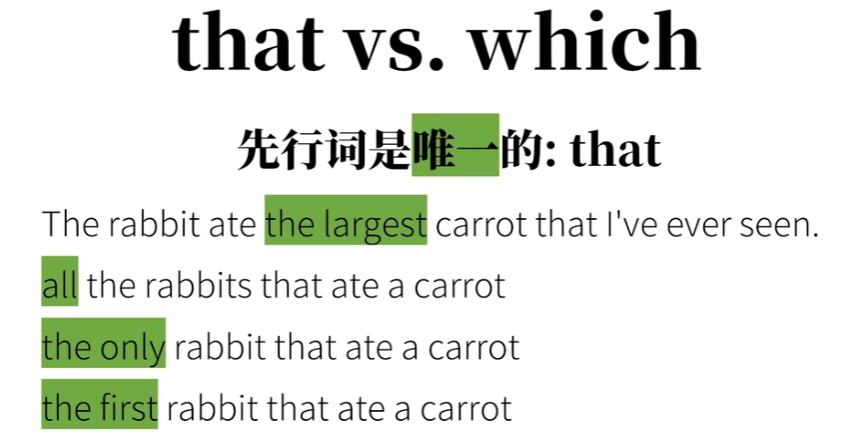 that vs. which
先行词是唯一的: that
The rabbit ate the largest carrot that I've ever seen.
all the rabbits that ate a carrot
the only rabbit that ate a carrot
the first rabbit that ate a carrot